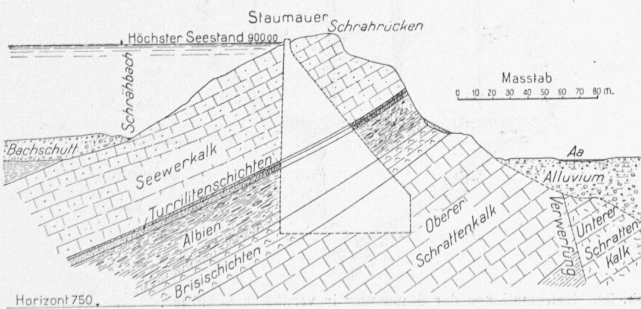 Staumauer
Schrahrücken
Höchster Seestand 900.00
Schrähbach
Masstab
0 10 20 30 40 50 60 70 80 m.
Bachschutt
Seewerkalk
Turrilitenschichten
Albien
Brisischichten
Oberer
Schrattenkalk
Aa
Alluvium
Verwerfung
Unterer
Schratten
kalk
Horizont 750.